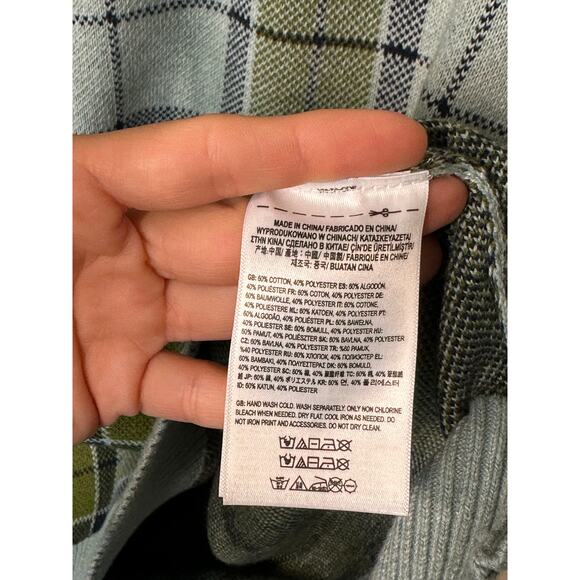 MADE IN CHINA/ FABRICADO EN CHINA/
WYPRODUKOWANO W CHINACH/ ΚΑΤΑΣΚΕΥΑΖΕΤΑΙ
ΣΤΗΝ ΚΙΝΑ/ СДЕЛАНО В КИТАЕ/ ÇİN'DE ÜRETİLMİŞTİR/
产地: 中国/ 產地: 中國/ 中国製/ FABRIQUÉ EN CHINE/
제조국: 중국/ BUATAN CINA
GB: 60% COTTON, 40% POLYESTER ES: 60% ALGODÓN,
40% POLIÉSTER FR: 60% COTON, 40% POLYESTER DE:
60% BAUMWOLLE, 40% POLYESTER IT: 60% COTONE,
40% POLIESTERE NL: 60% KATOEN, 40% POLYESTER PT:
60% ALGODÃO, 40% POLIÉSTER PL: 60% BAWEŁNA,
40% POLIESTER SE: 60% BOMULL, 40% POLYESTER HU:
60% PAMUT, 40% POLIÉSZTER SK: 60% BAVLNA, 40% POLYESTER
CZ: 60% BAVLNA, 40% POLYESTER TR: %60 PAMUK,
%40 POLYESTER RU: 60% ХЛОПОК, 40% ПОЛИЭСТЕР EL:
60% ΒΑΜΒΑΚΙ, 40% ΠΟΛΥΕΣΤΕΡΑΣ DK: 60% BOMULD,
40% POLYESTER SC: 60% 棉, 40% 聚酯纤维 TC: 60% 棉, 40% 聚酯纖
維 JP: 60% 綿, 40% ポリエステル KR: 60% 면, 40% 폴리에스터
ID: 60% KATUN, 40% POLIESTER
GB: HAND WASH COLD. WASH SEPARATELY. ONLY NON CHLORINE
BLEACH WHEN NEEDED. DRY FLAT. COOL IRON AS NEEDED. DO
NOT IRON PRINT AND ACCESSORIES. DO NOT DRY CLEAN.